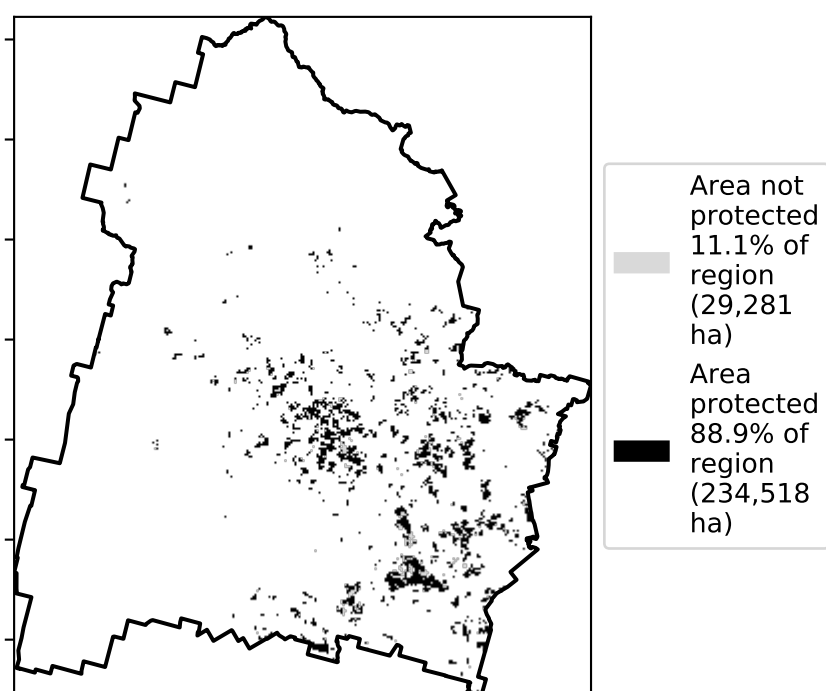 Area not
protected
11.1% of
region
(29,281
ha)
Area
protected
88.9% of
region
(234,518
ha)